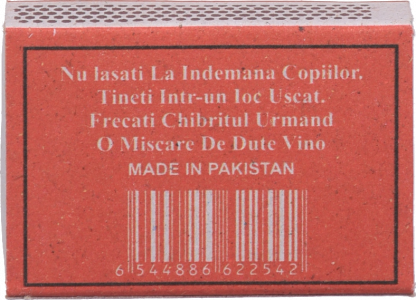 Nu lasati La Indemana Copiilor.
Tineti Intr-un Ioc Uscat.
Frecati Chibritul Urmand
O Miscare De Dute Vino
MADE IN PAKISTAN
6 544886 622542